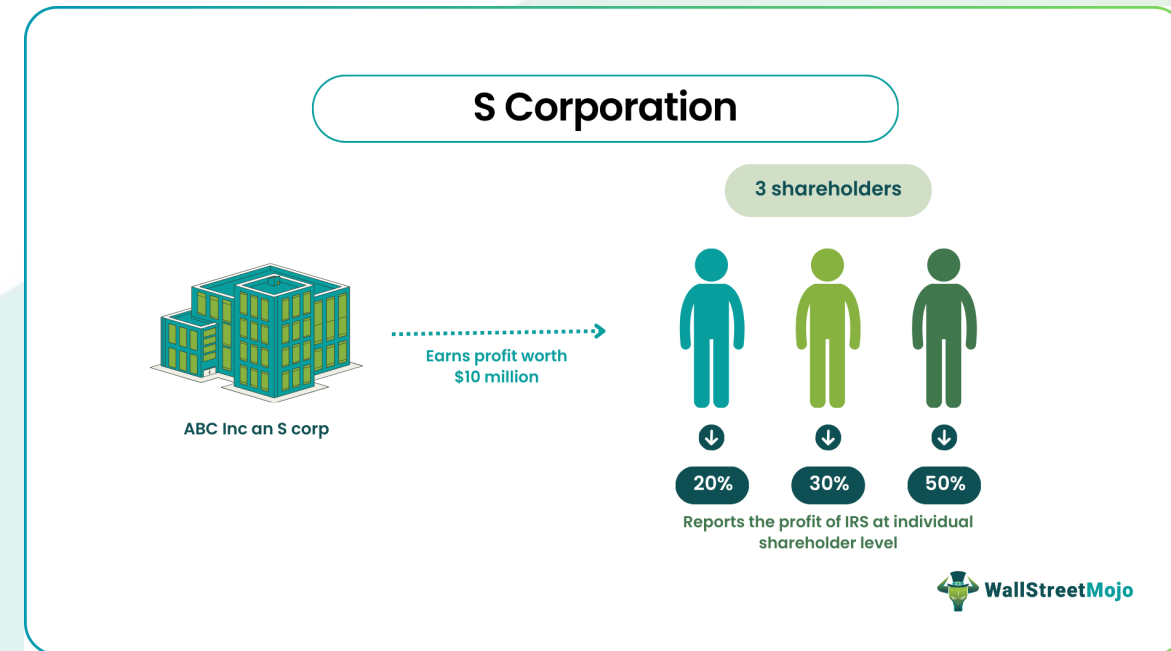 S Corporation
3 shareholders
Earns profit worth
$10 million
ABC Inc an S corp
20%
30%
50%
Reports the profit of IRS at individual
shareholder level
WallStreetMojo